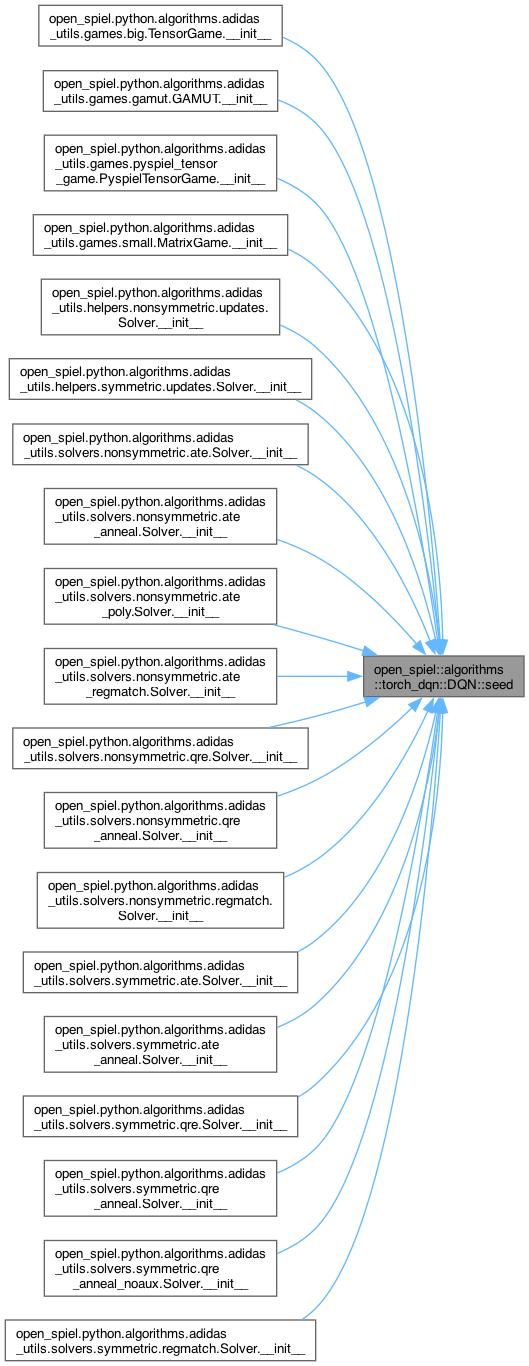 open_spiel.python.algorithms.adidas
_utils.games.big.TensorGame.__init__
open_spiel.python.algorithms.adidas
_utils.games.gamut.GAMUT.__init__
open_spiel.python.algorithms.adidas
_utils.games.pyspiel_tensor
_game.PyspielTensorGame.__init__
open_spiel.python.algorithms.adidas
_utils.games.small.MatrixGame.__init__
open_spiel.python.algorithms.adidas
_utils.helpers.nonsymmetric.updates.
Solver.__init__
open_spiel.python.algorithms.adidas
_utils.helpers.symmetric.updates.Solver.__init__
open_spiel.python.algorithms.adidas
_utils.solvers.nonsymmetric.ate.Solver.__init__
open_spiel.python.algorithms.adidas
_utils.solvers.nonsymmetric.ate
_anneal.Solver.__init__
open_spiel.python.algorithms.adidas
_utils.solvers.nonsymmetric.ate
_poly.Solver.__init__
open_spiel.python.algorithms.adidas
_utils.solvers.nonsymmetric.ate
_regmatch.Solver.__init__
open_spiel::algorithms
::torch_dqn::DQN::seed
open_spiel.python.algorithms.adidas
_utils.solvers.nonsymmetric.qre.Solver.__init__
open_spiel.python.algorithms.adidas
_utils.solvers.nonsymmetric.qre
_anneal.Solver.__init__
open_spiel.python.algorithms.adidas
_utils.solvers.nonsymmetric.regmatch.
Solver.__init__
open_spiel.python.algorithms.adidas
_utils.solvers.symmetric.ate.Solver.__init__
open_spiel.python.algorithms.adidas
_utils.solvers.symmetric.ate
_anneal.Solver.__init__
open_spiel.python.algorithms.adidas
_utils.solvers.symmetric.qre.Solver.__init__
open_spiel.python.algorithms.adidas
_utils.solvers.symmetric.qre
_anneal.Solver.__init__
open_spiel.python.algorithms.adidas
_utils.solvers.symmetric.qre
_anneal_noaux.Solver.__init__
open_spiel.python.algorithms.adidas
_utils.solvers.symmetric.regmatch.Solver.__init__